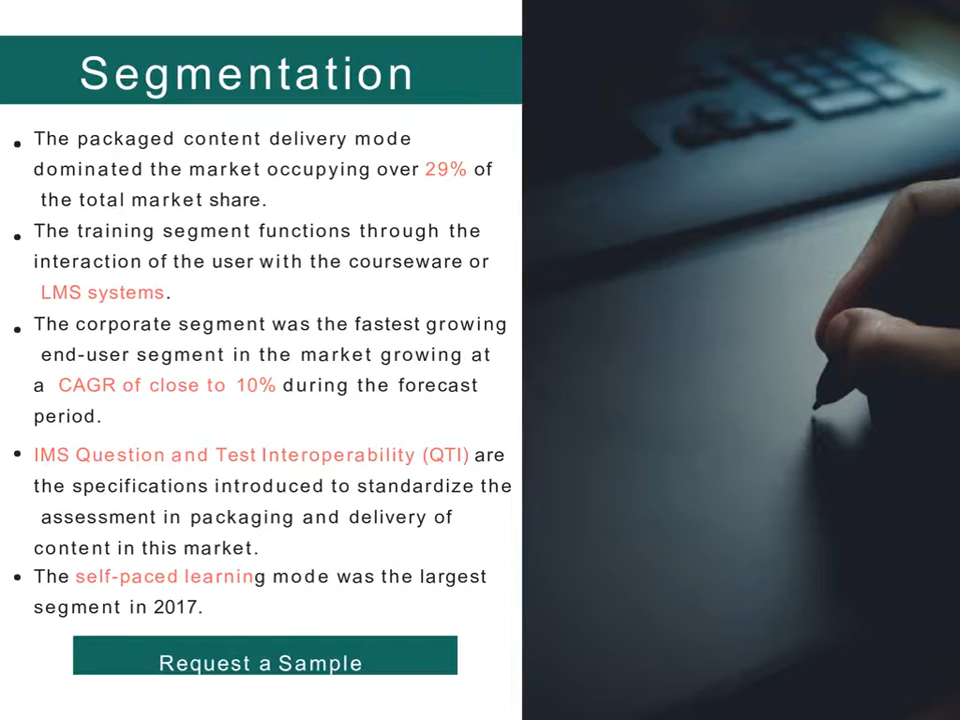 Segmentation
The packaged content delivery mode
dominated the market occupying over 29% of
the total market share.
The training segment functions through the
interaction of the user with the courseware or
LMS systems.
The corporate segment was the fastest growing
end-user segment in the market growing at
a CAGR of close to 10% during the forecast
period.
IMS Question and Test Interoperability (QTI) are
the specifications introduced to standardize the
assessment in packaging and delivery of
content in this market.
The self-paced learning mode was the largest
segment in 2017.
Request a Sample